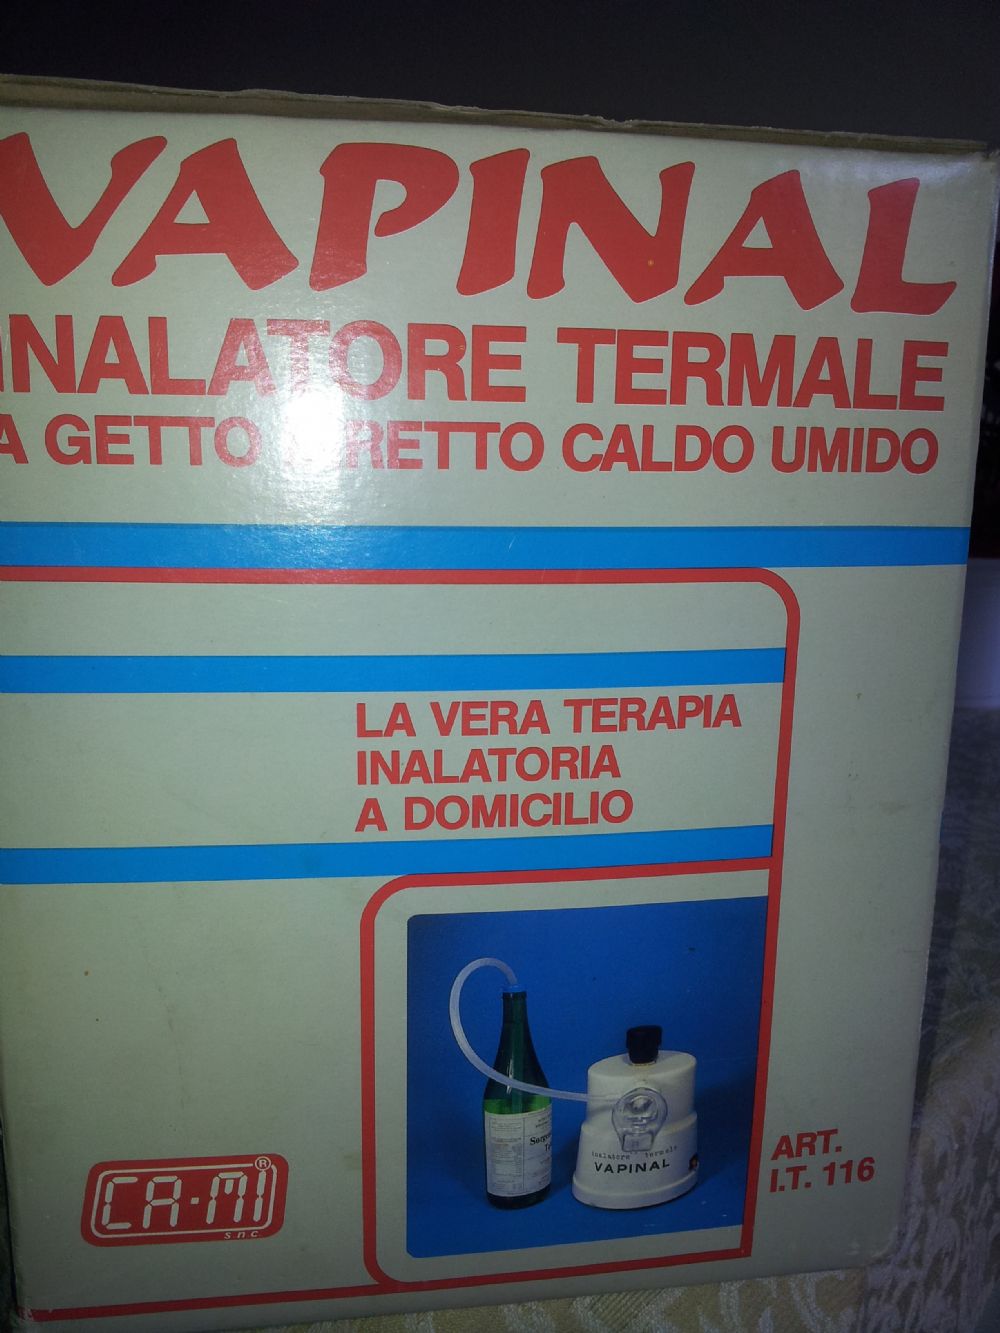 VAPINAL
INALATORE TERMALE
A GETTO DIRETTO CALDO UMIDO
LA VERA TERAPIA
INALATORIA
A DOMICILIO
inalatore termale
VAPINAL
ART.
I.T. 116
CA-MI®
snc